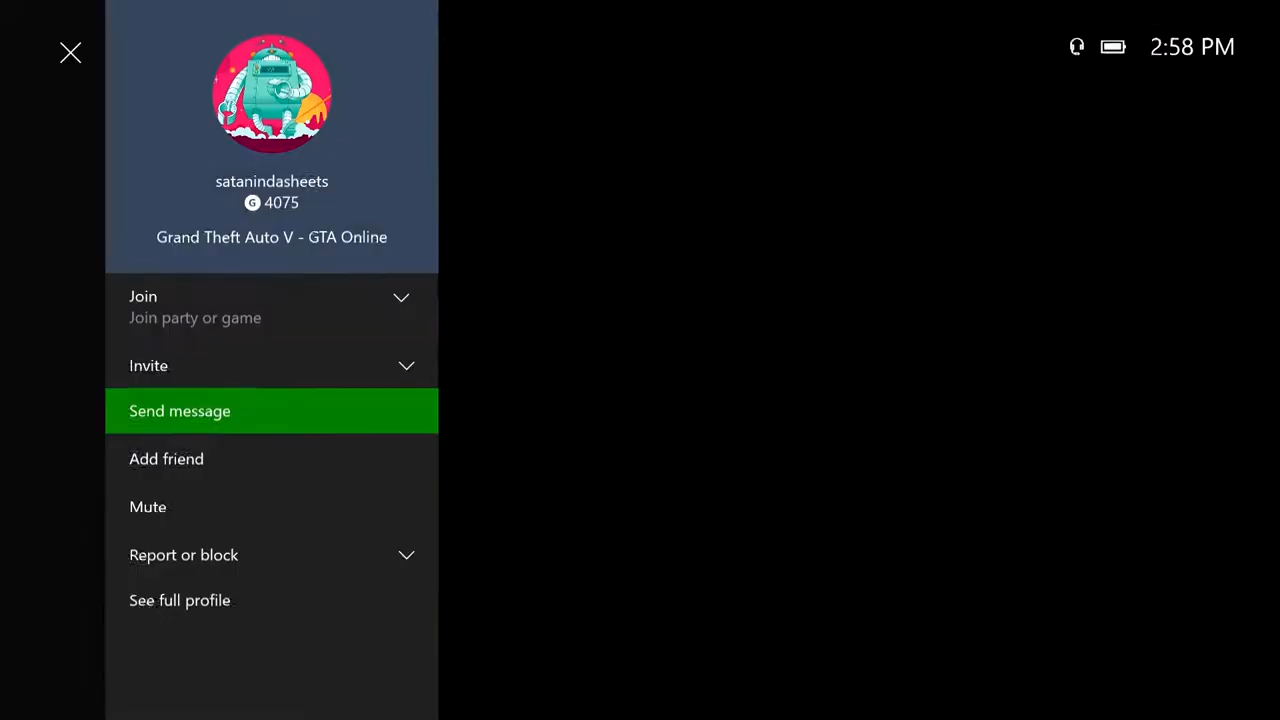 2:58 PM
satanindasheets
G 4075
Grand Theft Auto V - GTA Online
Join
Join party or game
Invite
Send message
Add friend
Mute
Report or block
See full profile